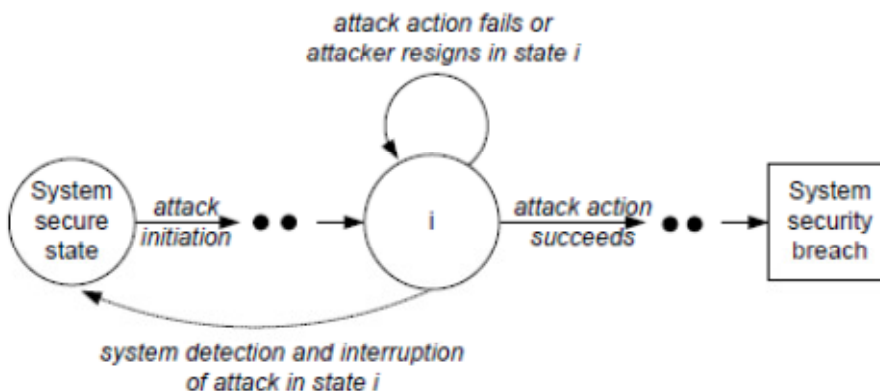 attack action fails or
attacker resigns in state i
System
secure
state
attack
initiation
i
attack action
succeeds
System
security
breach
system detection and interruption
of attack in state i